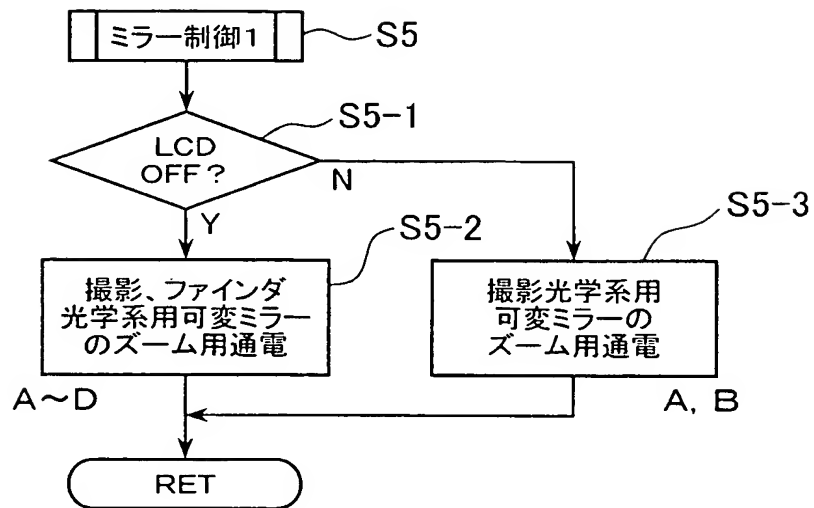 ミラー制御1
S5
S5-1
LCD
OFF?
N
Y
S5-2
S5-3
撮影、ファインダ
光学系用可変ミラー
のズーム用通電
撮影光学系用
可変ミラーの
ズーム用通電
A~D
A, B
RET